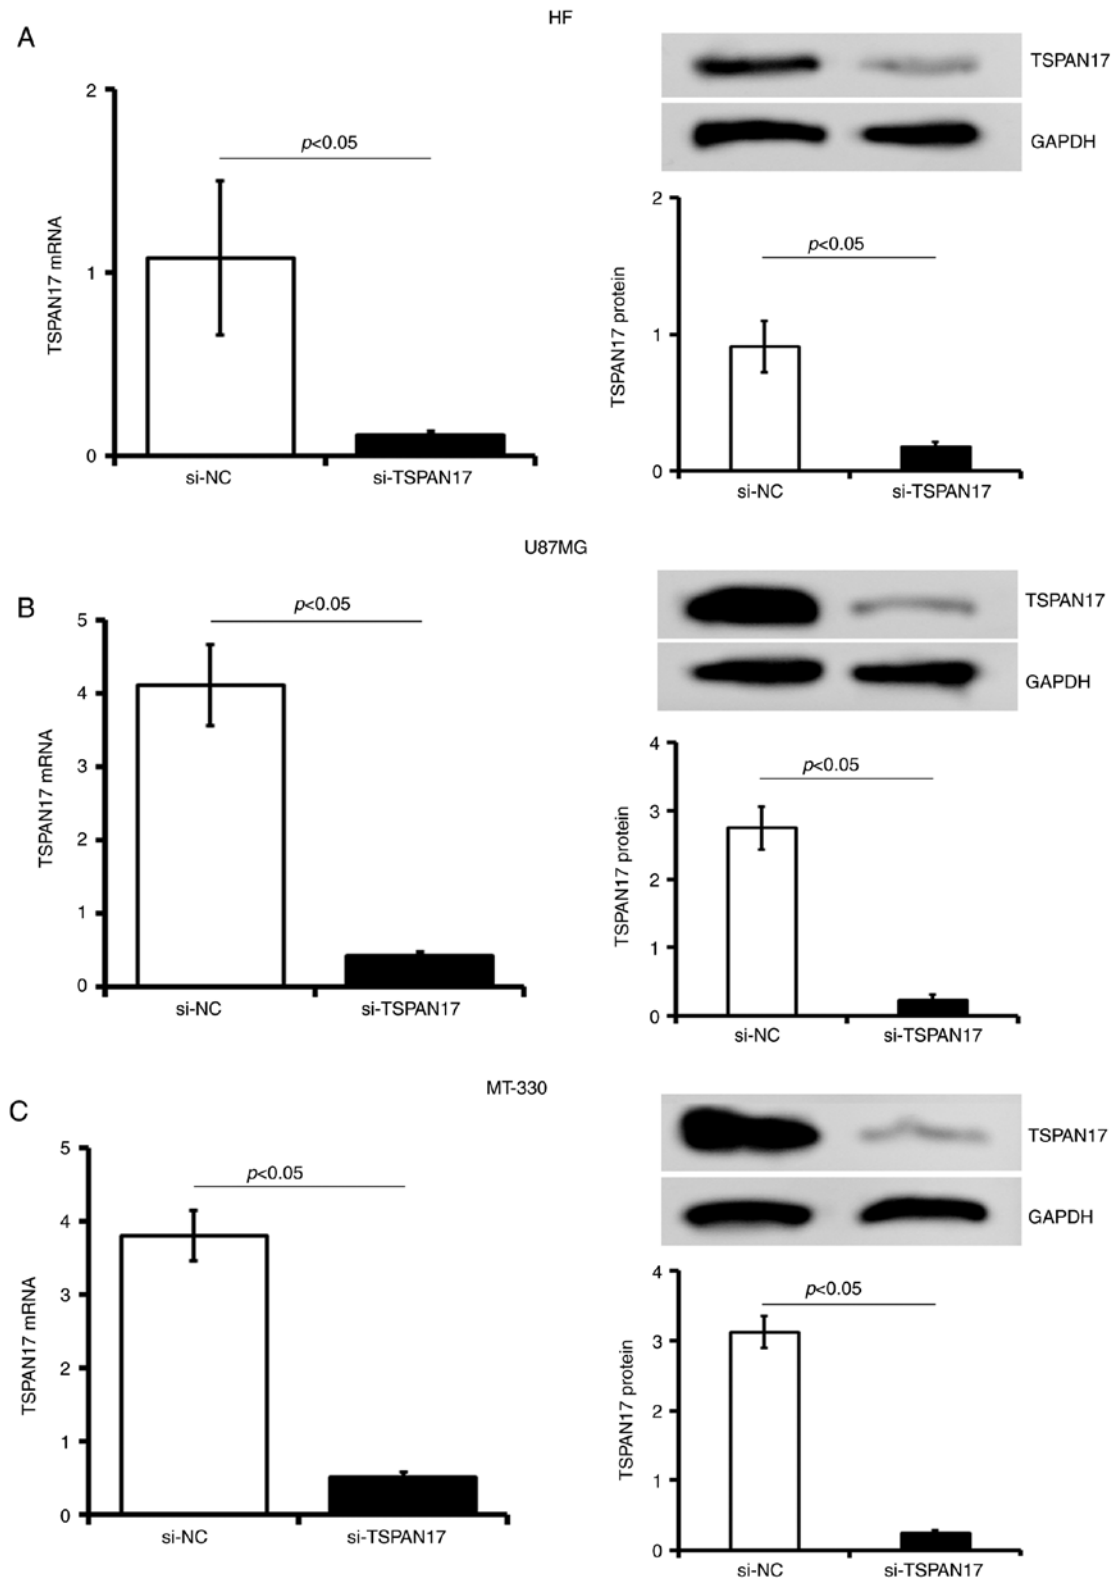 HF
A
TSPAN17
GAPDH
2
1
0
TSPAN17 mRNA
p<0.05
si-NC
si-TSPAN17
2
1
0
TSPAN17 protein
p<0.05
si-NC
si-TSPAN17
U87MG
B
TSPAN17
GAPDH
5
4
3
2
1
0
TSPAN17 mRNA
p<0.05
si-NC
si-TSPAN17
4
3
2
1
0
TSPAN17 protein
p<0.05
si-NC
si-TSPAN17
MT-330
C
TSPAN17
GAPDH
5
4
3
2
1
0
TSPAN17 mRNA
p<0.05
si-NC
si-TSPAN17
4
3
2
1
0
TSPAN17 protein
p<0.05
si-NC
si-TSPAN17